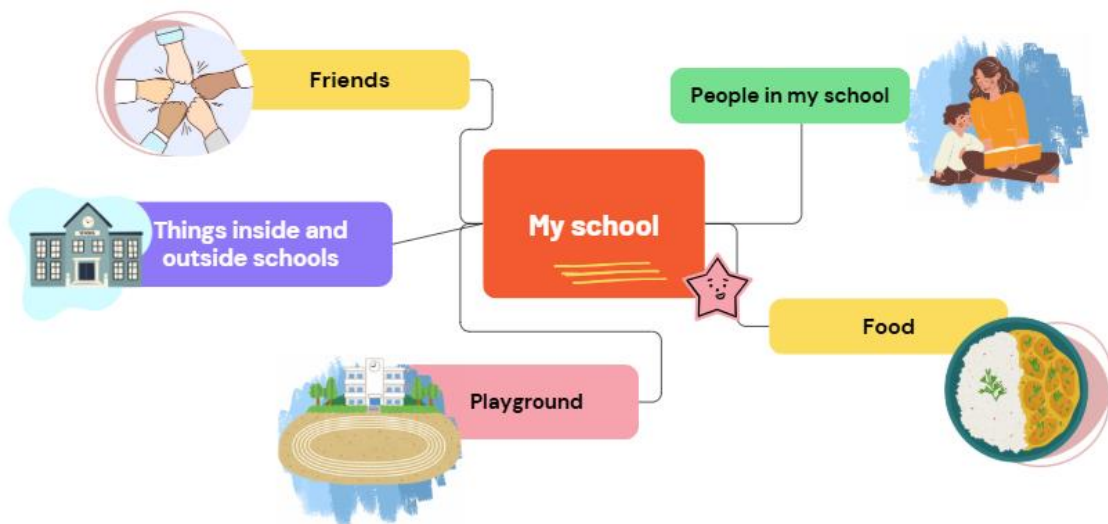 Friends
People in my school
My school
Things inside and
outside schools
Food
Playground